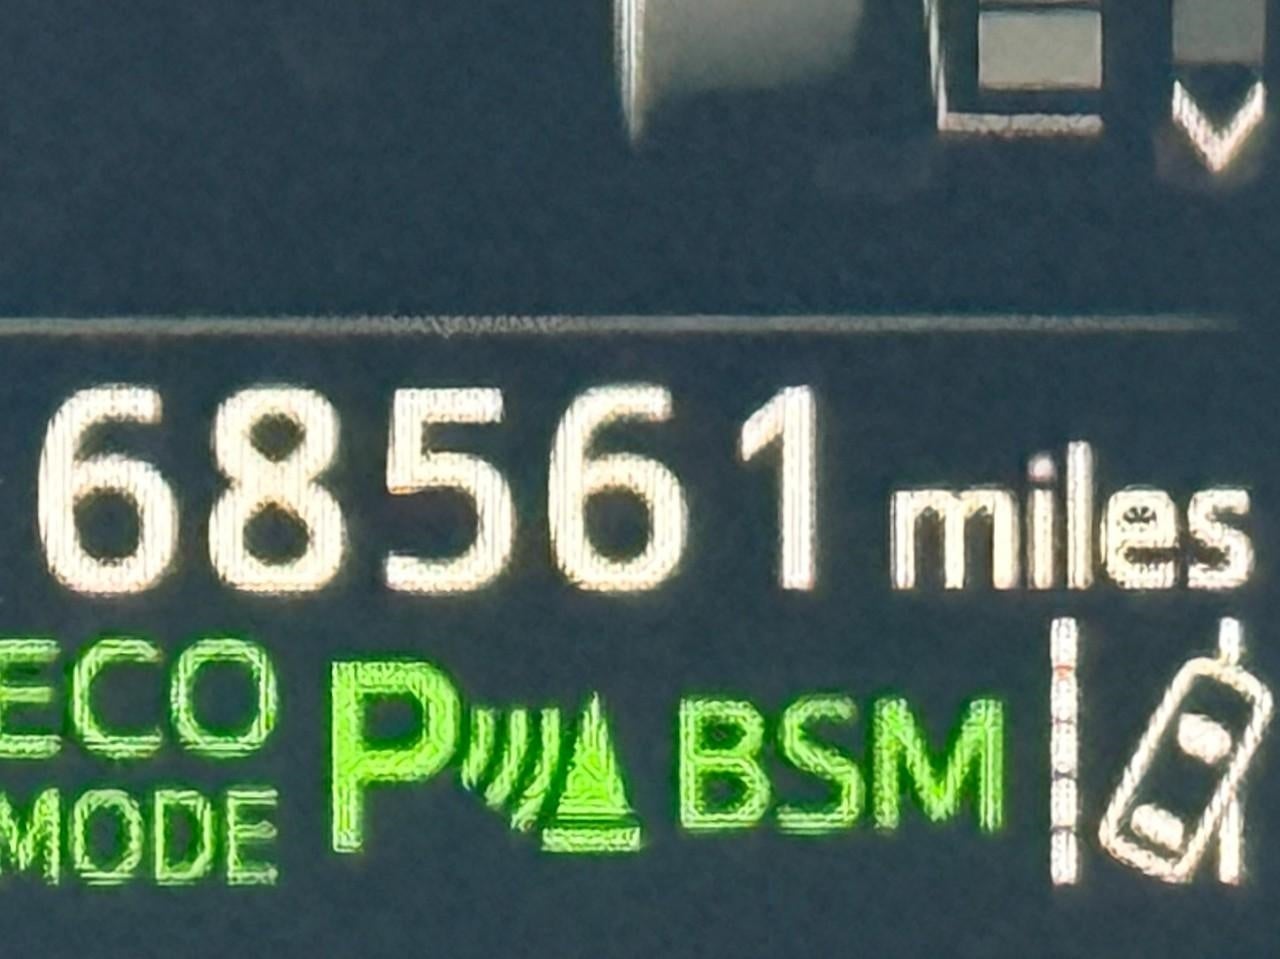 68561 miles
ECO MODE
P
BSM